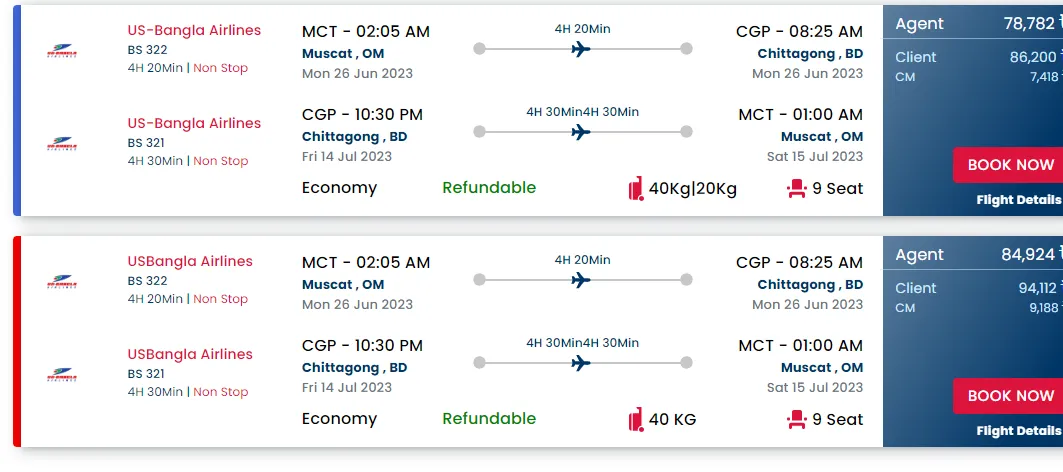 US-Bangla Airlines
BS 322
4H 20Min | Non Stop
MCT - 02:05 AM
Muscat , OM
Mon 26 Jun 2023
4H 20Min
CGP - 08:25 AM
Chittagong , BD
Mon 26 Jun 2023
US-Bangla Airlines
BS 321
4H 30Min | Non Stop
CGP - 10:30 PM
Chittagong , BD
Fri 14 Jul 2023
4H 30Min4H 30Min
MCT - 01:00 AM
Muscat , OM
Sat 15 Jul 2023
Economy Refundable 40Kg|20Kg 9 Seat
Agent 78,782
Client 86,200
CM 7,418
BOOK NOW
Flight Details
USBangla Airlines
BS 322
4H 20Min | Non Stop
MCT - 02:05 AM
Muscat , OM
Mon 26 Jun 2023
4H 20Min
CGP - 08:25 AM
Chittagong , BD
Mon 26 Jun 2023
USBangla Airlines
BS 321
4H 30Min | Non Stop
CGP - 10:30 PM
Chittagong , BD
Fri 14 Jul 2023
4H 30Min4H 30Min
MCT - 01:00 AM
Muscat , OM
Sat 15 Jul 2023
Economy Refundable 40 KG 9 Seat
Agent 84,924
Client 94,112
CM 9,188
BOOK NOW
Flight Details